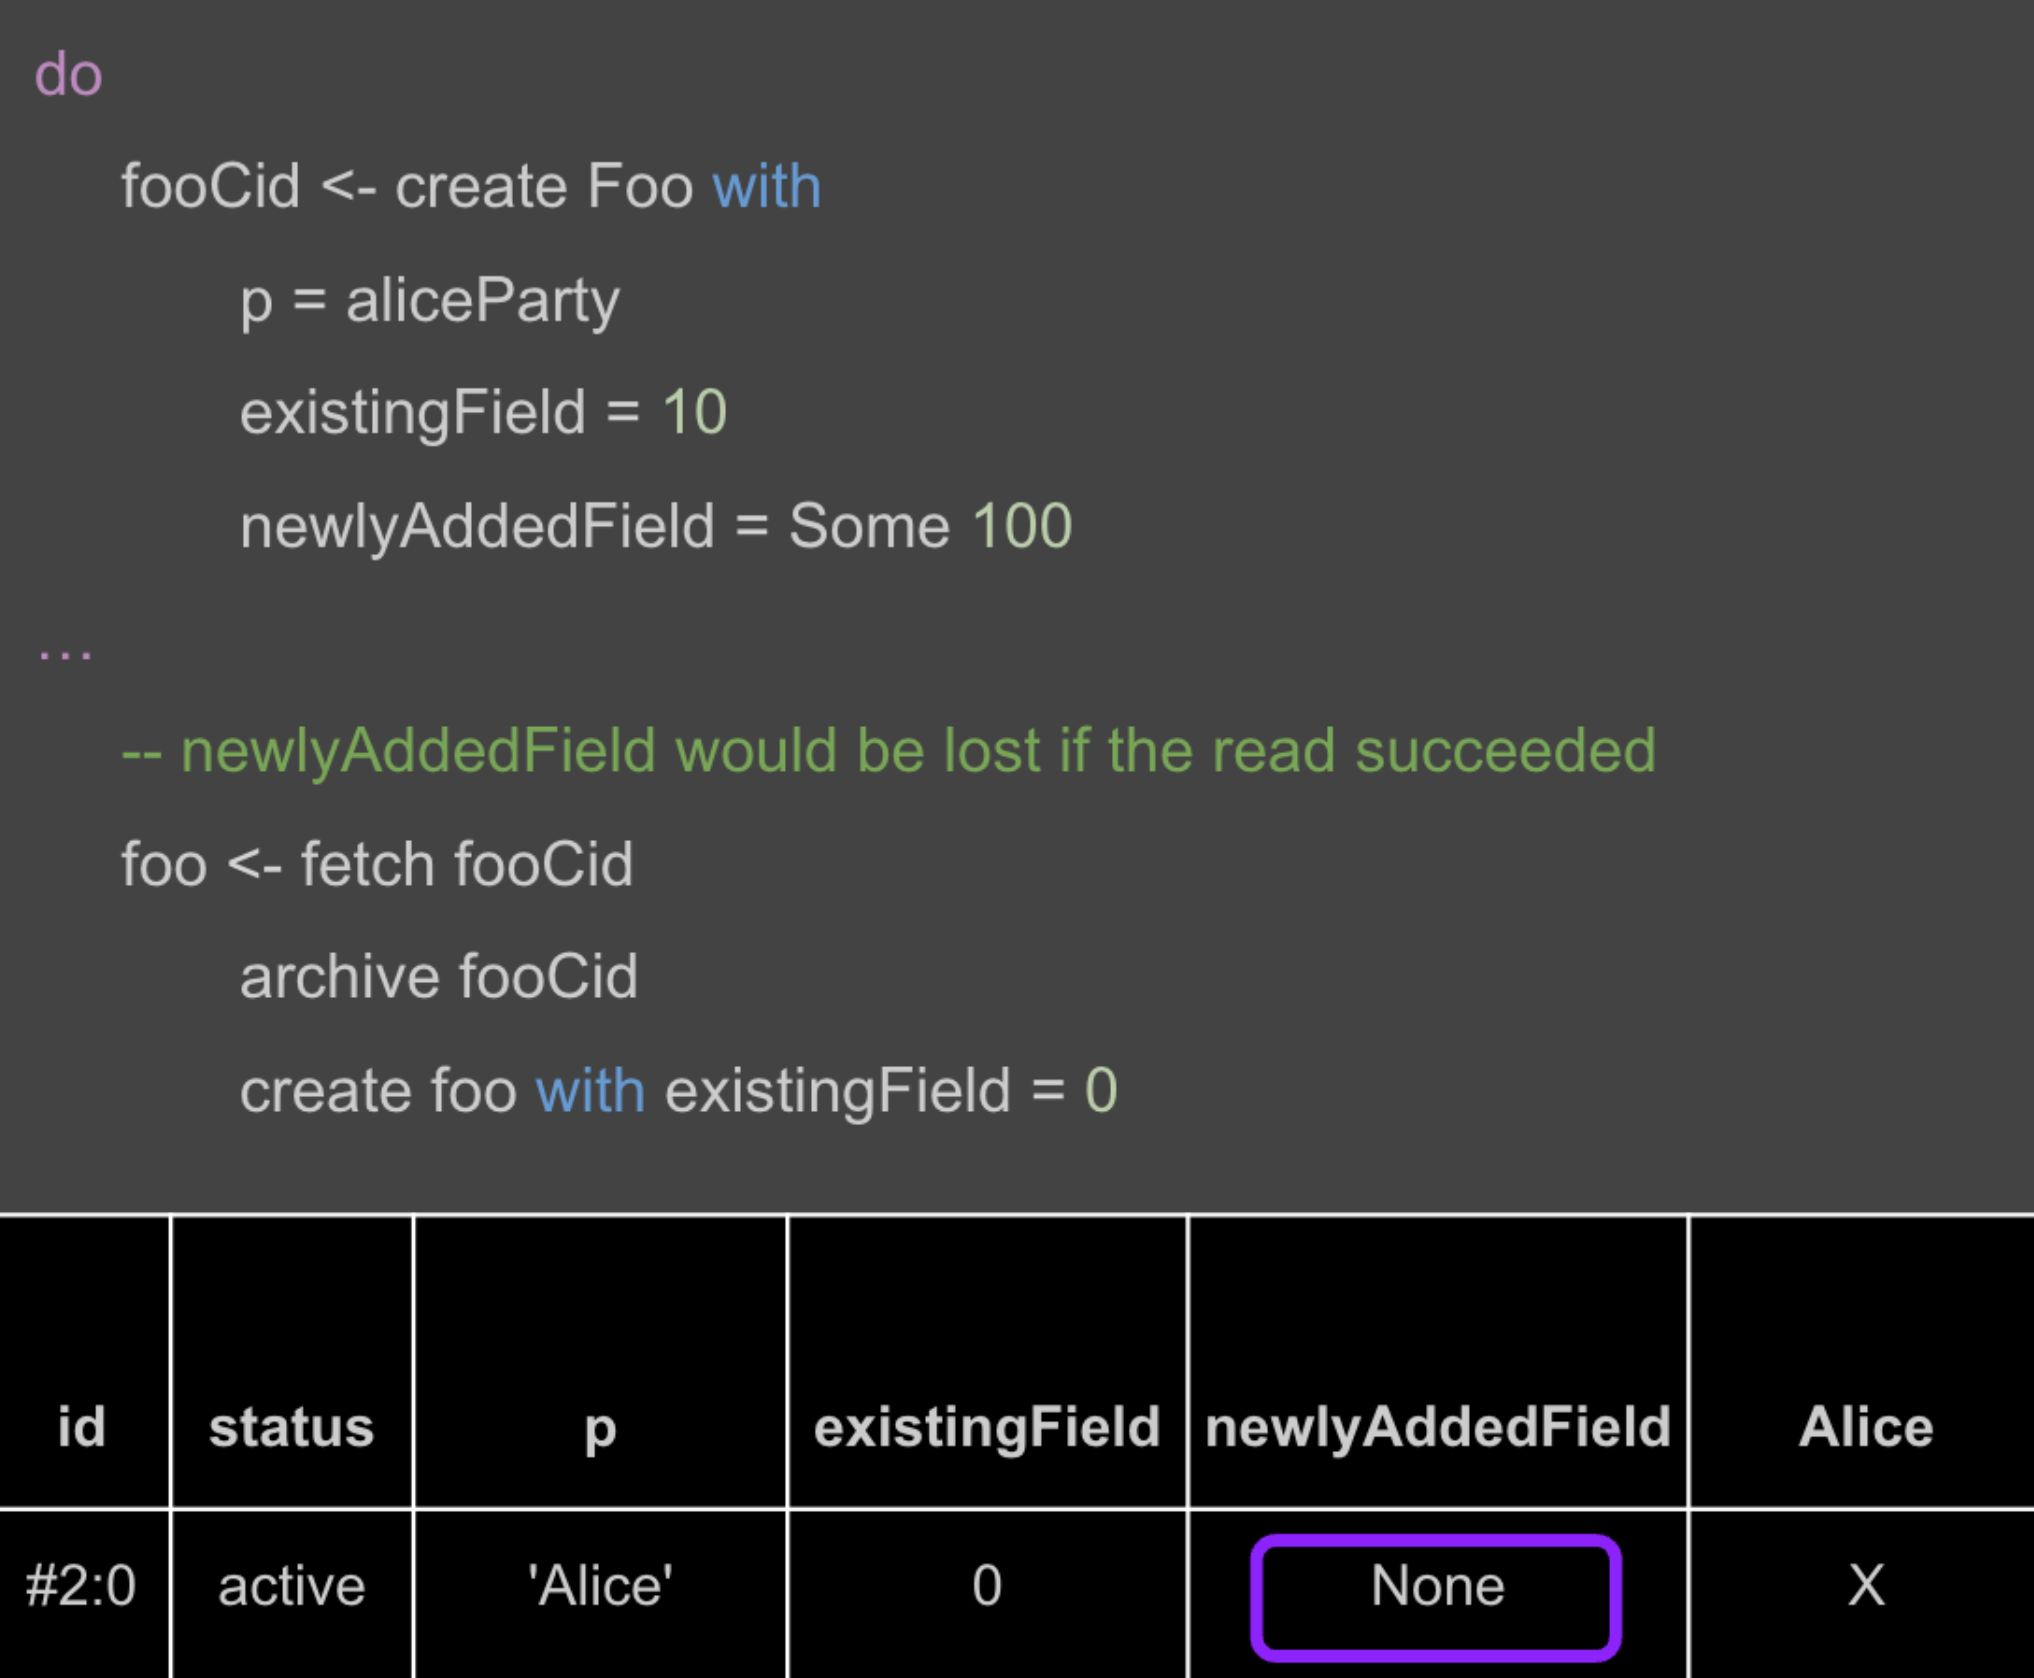 do
fooCid <- create Foo with
p = aliceParty
existingField = 10
newlyAddedField = Some 100
...
-- newlyAddedField would be lost if the read succeeded
foo <- fetch fooCid
archive fooCid
create foo with existingField = 0
id status p existingField newlyAddedField Alice
#2:0 active 'Alice' 0 None X